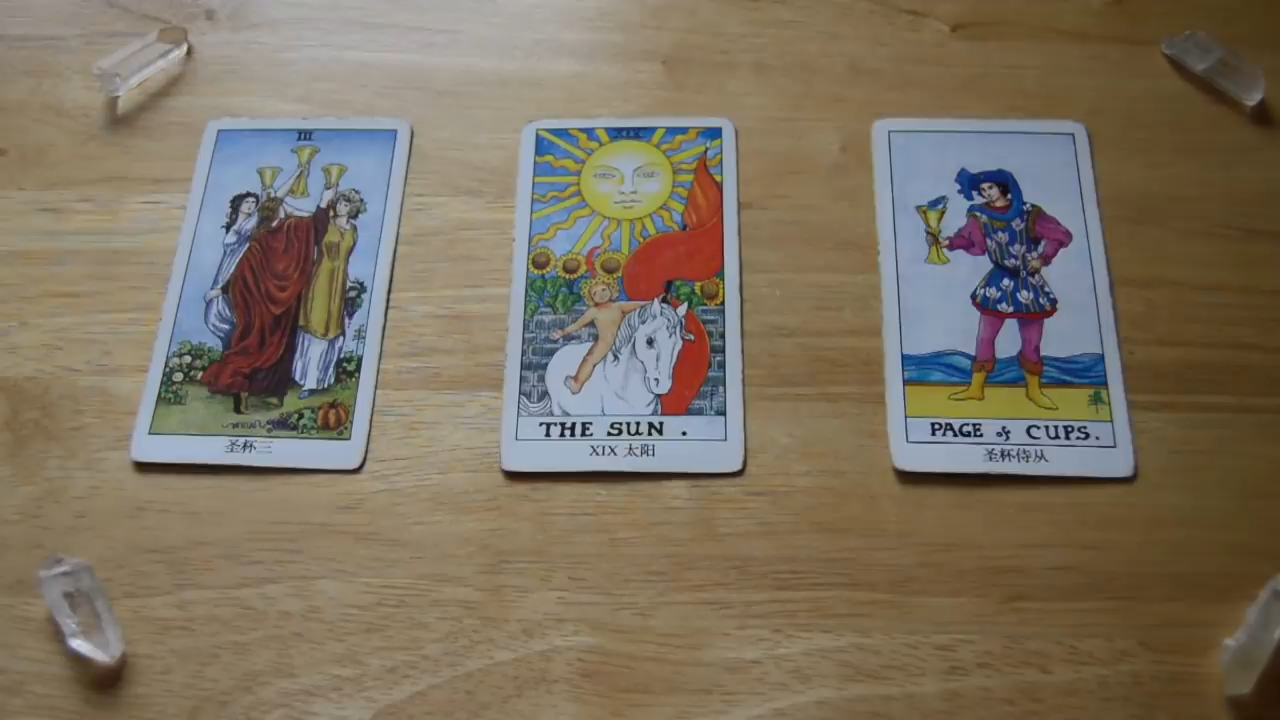 III
圣杯三
THE SUN .
XIX 太阳
PAGE of CUPS.
圣杯侍从